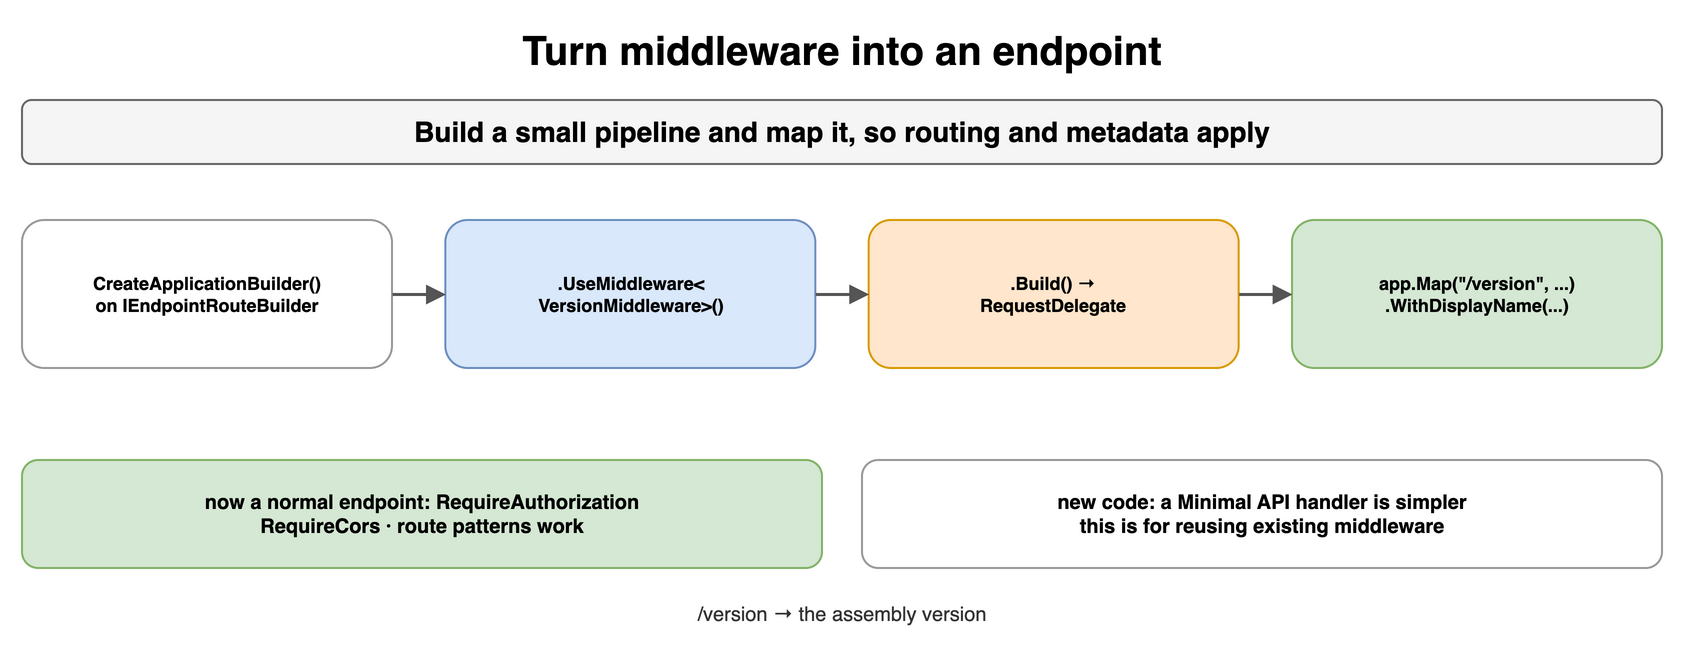 Turn middleware into an endpoint
Build a small pipeline and map it, so routing and metadata apply
CreateApplicationBuilder()
on IEndpointRouteBuilder
.UseMiddleware<
VersionMiddleware>()
.Build() →
RequestDelegate
app.Map("/version", ...)
.WithDisplayName(...)
now a normal endpoint: RequireAuthorization
RequireCors · route patterns work
new code: a Minimal API handler is simpler
this is for reusing existing middleware
/version → the assembly version